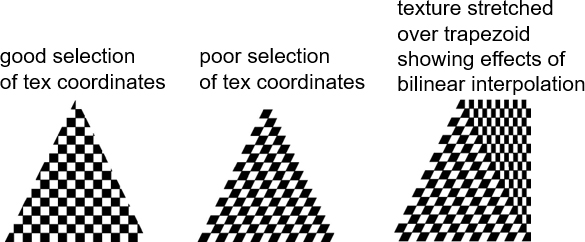 good selection
of tex coordinates
poor selection
of tex coordinates
texture stretched
over trapezoid
showing effects of
bilinear interpolation